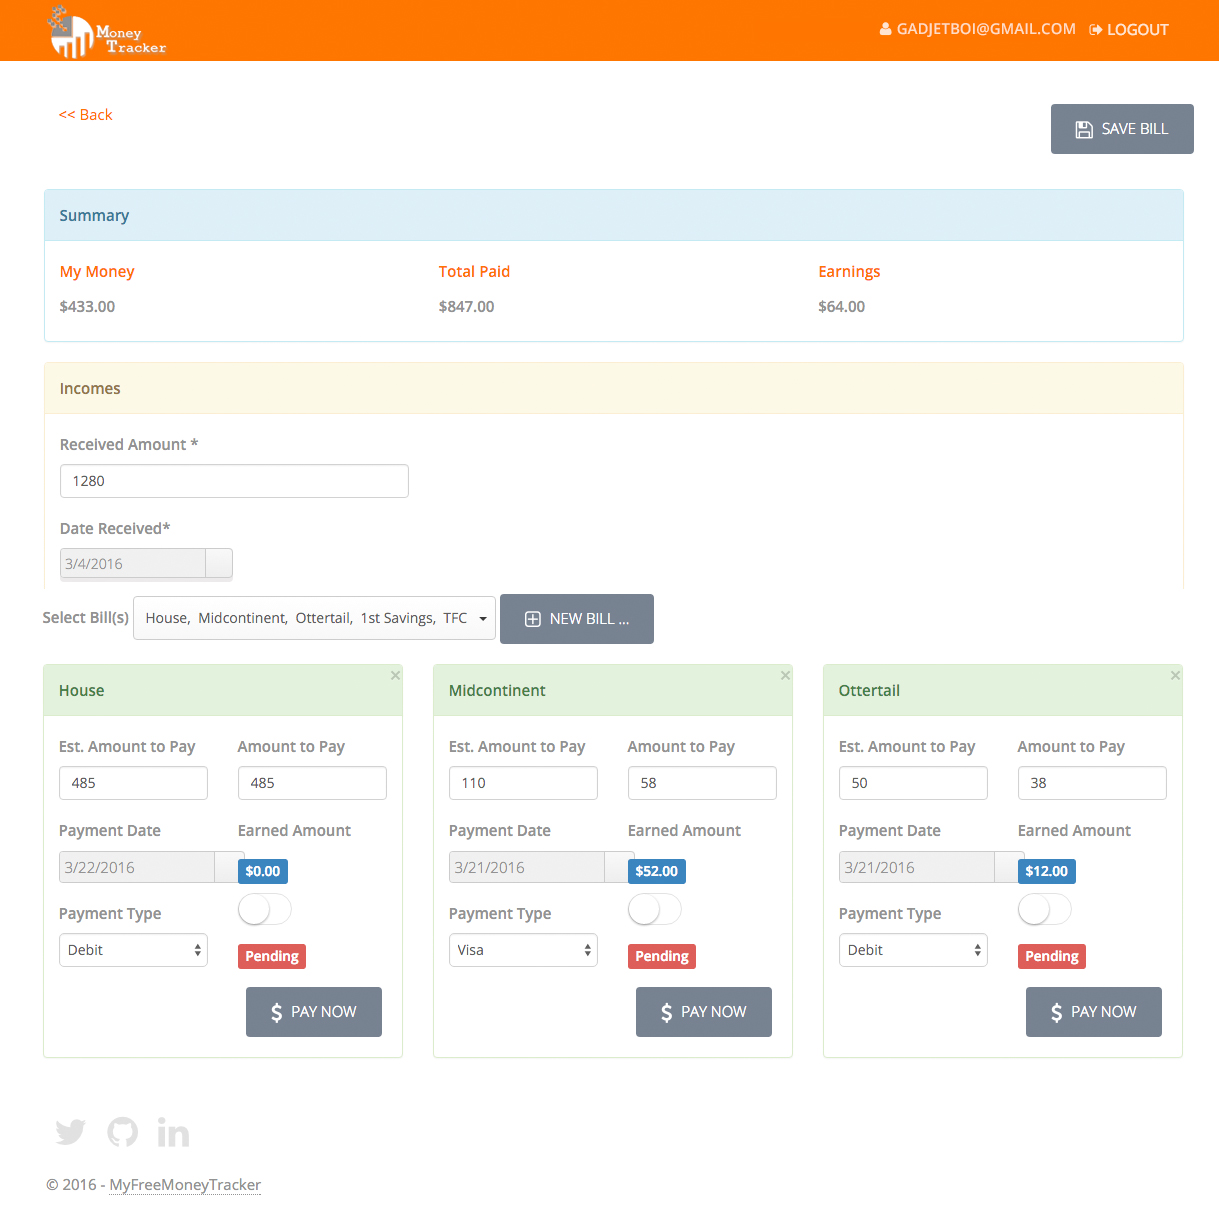 Money
Tracker
GADJETBOI@GMAIL.COM LOGOUT
<< Back
SAVE BILL
Summary
My Money Total Paid Earnings
$433.00 $847.00 $64.00
Incomes
Received Amount *
1280
Date Received*
3/4/2016
Select Bill(s) House, Midcontinent, Ottertail, 1st Savings, TFC NEW BILL ...
×
House
Est. Amount to Pay Amount to Pay
485 485
Payment Date Earned Amount
3/22/2016 $0.00
Payment Type
Debit Pending
$ PAY NOW
×
Midcontinent
Est. Amount to Pay Amount to Pay
110 58
Payment Date Earned Amount
3/21/2016 $52.00
Payment Type
Visa Pending
$ PAY NOW
×
Ottertail
Est. Amount to Pay Amount to Pay
50 38
Payment Date Earned Amount
3/21/2016 $12.00
Payment Type
Debit Pending
$ PAY NOW
in
© 2016 - MyFreeMoneyTracker